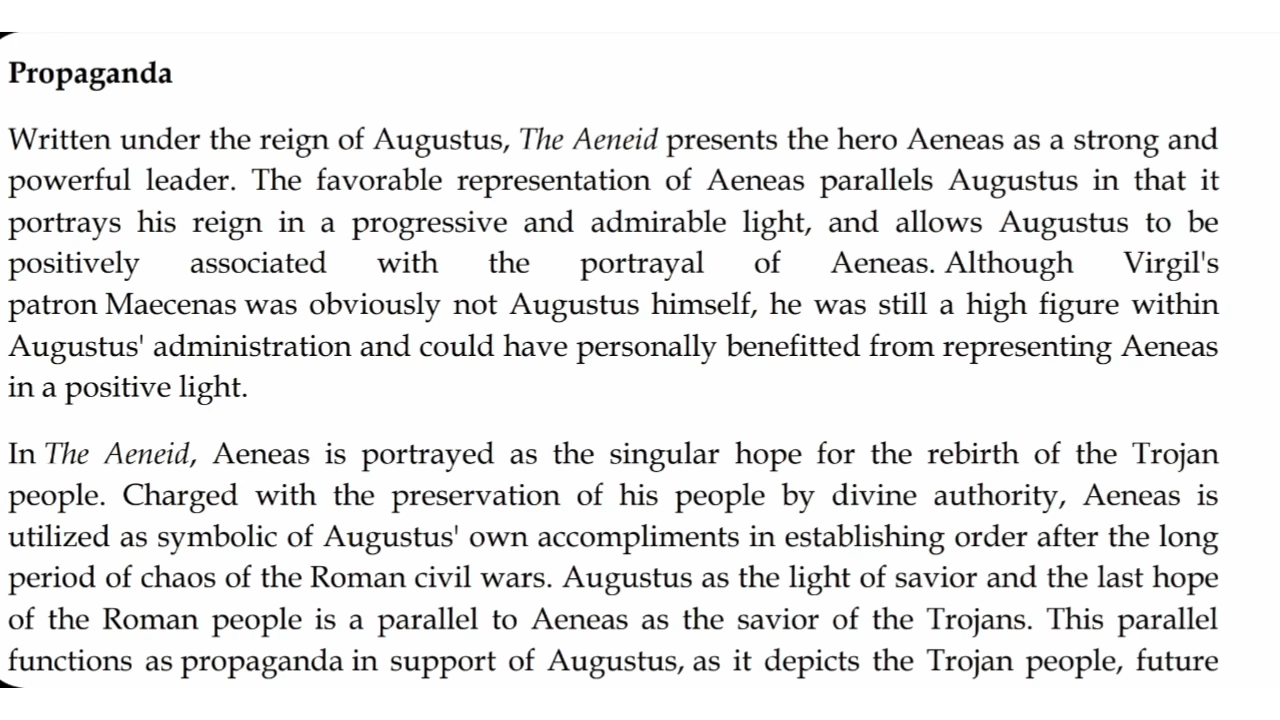 Propaganda
Written under the reign of Augustus, The Aeneid presents the hero Aeneas as a strong and
powerful leader. The favorable representation of Aeneas parallels Augustus in that it
portrays his reign in a progressive and admirable light, and allows Augustus to be
positively associated with the portrayal of Aeneas. Although Virgil's
patron Maecenas was obviously not Augustus himself, he was still a high figure within
Augustus' administration and could have personally benefitted from representing Aeneas
in a positive light.
In The Aeneid, Aeneas is portrayed as the singular hope for the rebirth of the Trojan
people. Charged with the preservation of his people by divine authority, Aeneas is
utilized as symbolic of Augustus' own accompliments in establishing order after the long
period of chaos of the Roman civil wars. Augustus as the light of savior and the last hope
of the Roman people is a parallel to Aeneas as the savior of the Trojans. This parallel
functions as propaganda in support of Augustus, as it depicts the Trojan people, future